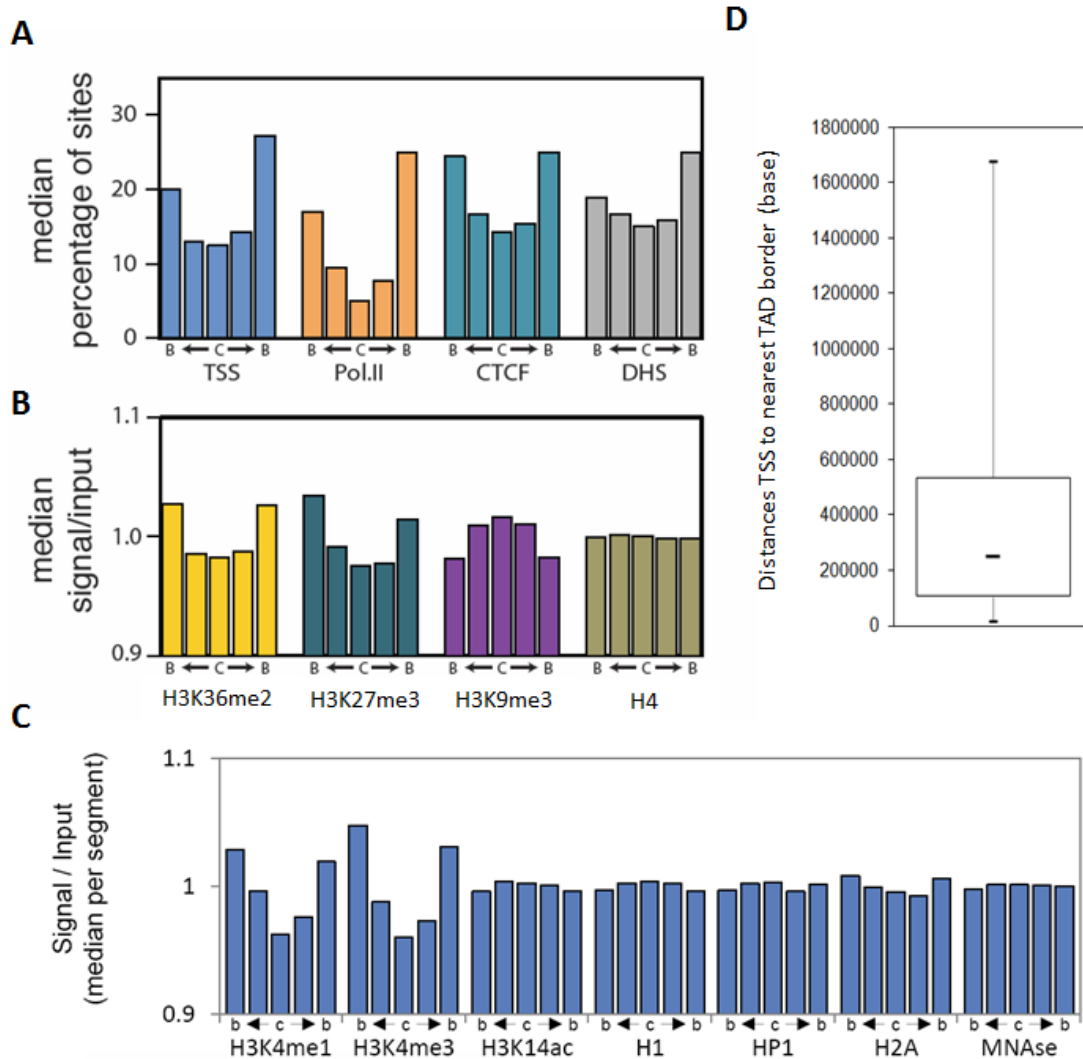 A
median
percentage of sites
30
20
10
0
B C B B C B B C B B C B
TSS Pol.II CTCF DHS
B
median
signal/input
1.1
1.0
0.9
B C B B C B B C B B C B
H3K36me2 H3K27me3 H3K9me3 H4
C
Signal / Input
(median per segment)
1.1
1
0.9
b c b b c b b c b b c b b c b b c b b c b
H3K4me1 H3K4me3 H3K14ac H1 HP1 H2A MNAse
D
Distances TSS to nearest TAD border (base)
1800000
1600000
1400000
1200000
1000000
800000
600000
400000
200000
0